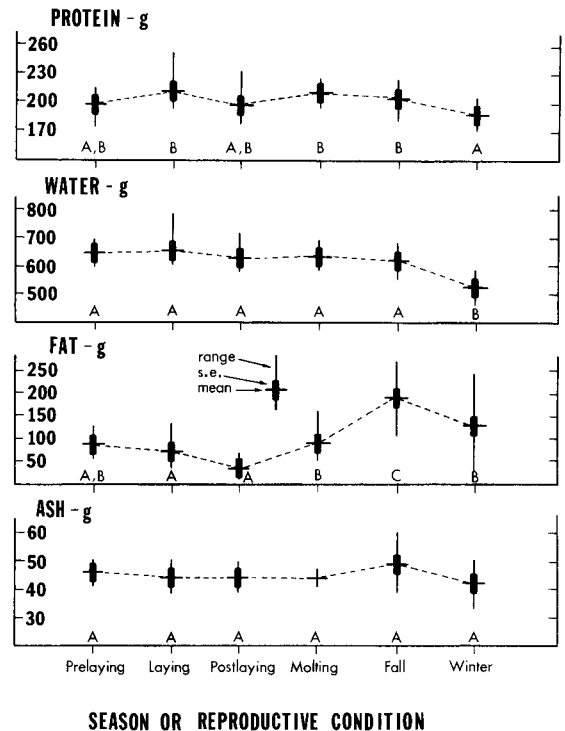 PROTEIN - g
260
230
200
170
A,B B A,B B B A
WATER - g
800
700
600
500
A A A A A B
FAT - g
range
s.e.
mean
250
200
150
100
50
A,B A A B C B
ASH - g
60
50
40
30
A A A A A A
Prelaying Laying Postlaying Molting Fall Winter
SEASON OR REPRODUCTIVE CONDITION